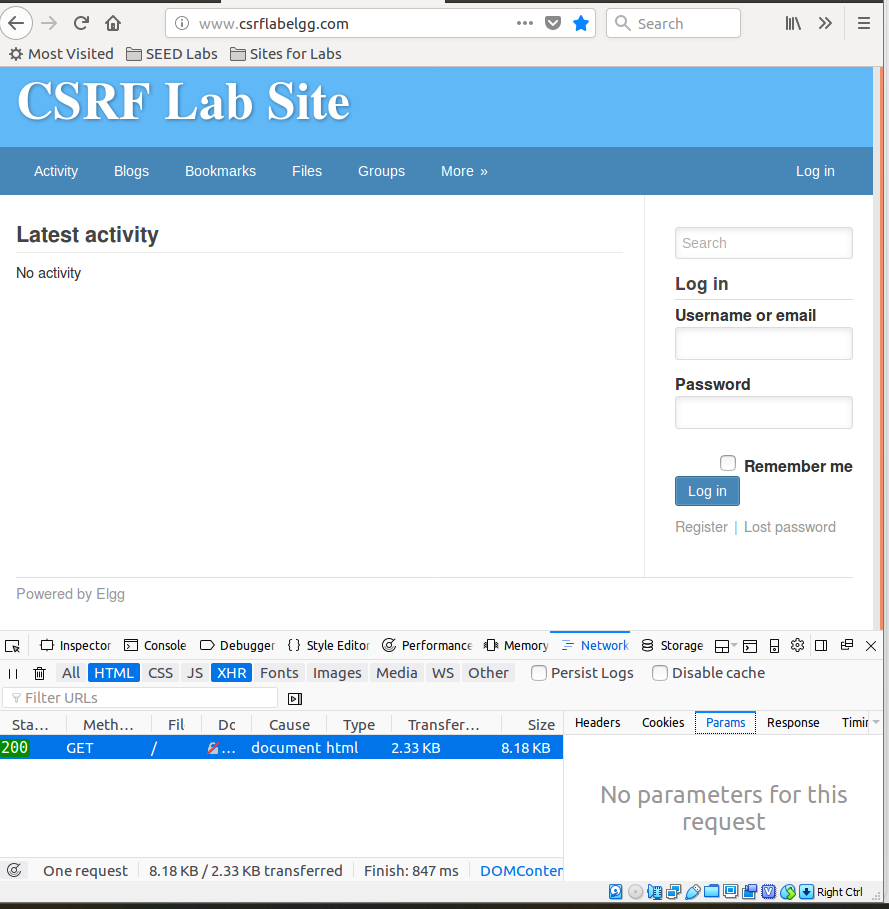 www.csrflabelgg.com
Search
Most Visited SEED Labs Sites for Labs
CSRF Lab Site
Activity Blogs Bookmarks Files Groups More » Log in
Latest activity
No activity
Search
Log in
Username or email
Password
Remember me
Log in
Register | Lost password
Powered by Elgg
Inspector Console Debugger Style Editor Performance Memory Network Storage
All HTML CSS JS XHR Fonts Images Media WS Other Persist Logs Disable cache
Filter URLs
Sta… Meth… Fil Dc Cause Type Transfer… Size
200 GET / … document html 2.33 KB 8.18 KB
Headers Cookies Params Response Timin
No parameters for this
request
One request 8.18 KB / 2.33 KB transferred Finish: 847 ms DOMConten
Right Ctrl